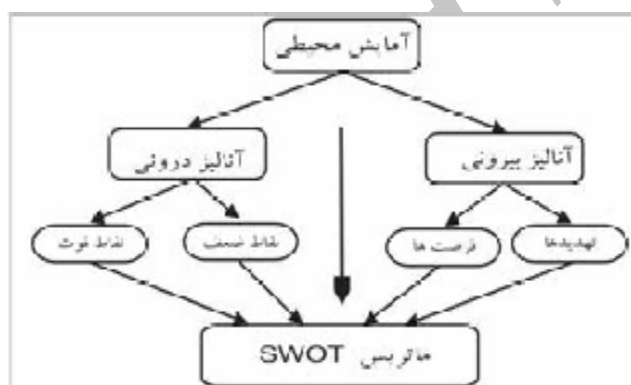 آمایش محیطی
آنالیز بیرونی
آنالیز درونی
تهدیدها
فرصت ها
نقاط ضعف
نقاط قوت
ماتریس SWOT